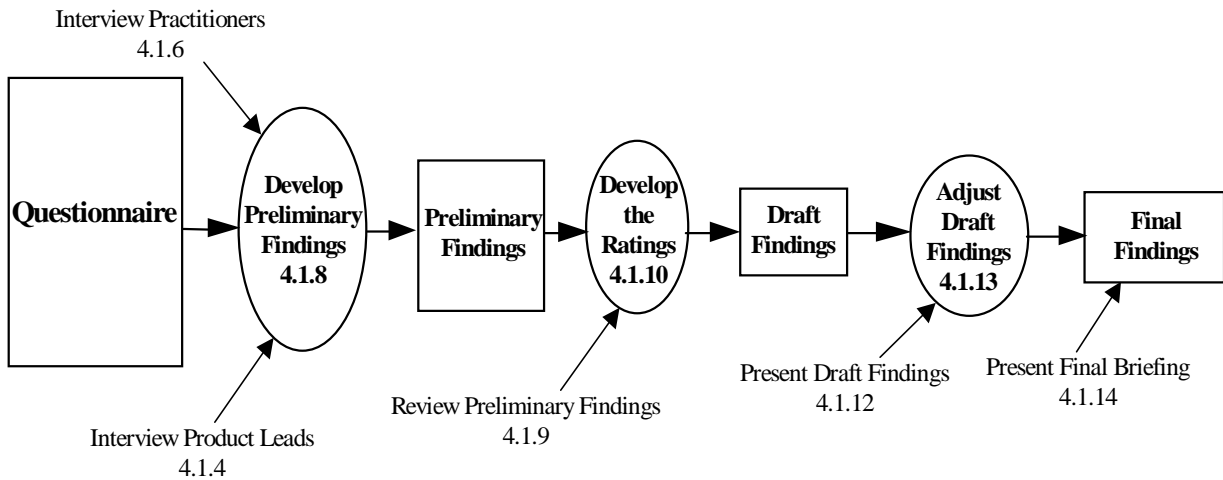 Interview Practitioners
4.1.6
Questionnaire
Develop
Preliminary
Findings
4.1.8
Preliminary
Findings
Develop
the
Ratings
4.1.10
Draft
Findings
Adjust
Draft
Findings
4.1.13
Final
Findings
Interview Product Leads
4.1.4
Review Preliminary Findings
4.1.9
Present Draft Findings
4.1.12
Present Final Briefing
4.1.14